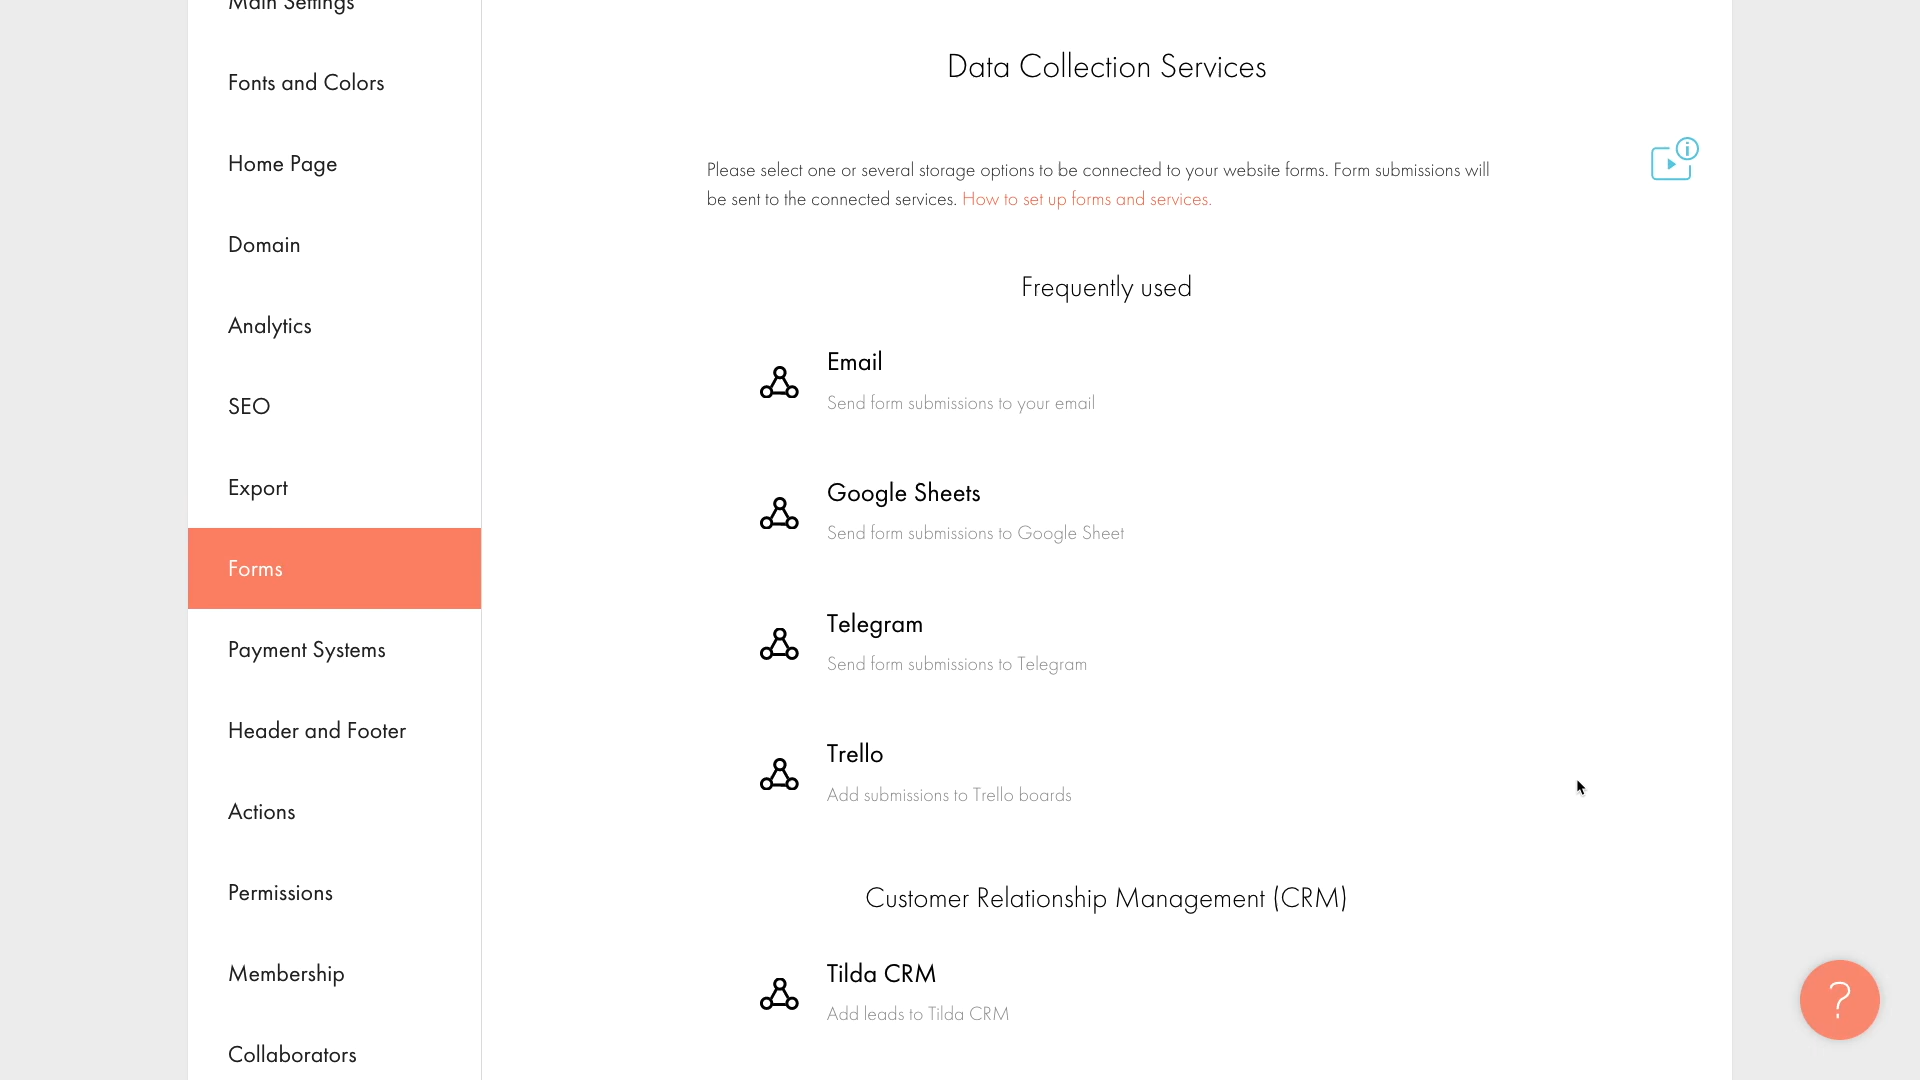 Main Settings
Fonts and Colors
Home Page
Domain
Analytics
SEO
Export
Forms
Payment Systems
Header and Footer
Actions
Permissions
Membership
Collaborators
Data Collection Services
Please select one or several storage options to be connected to your website forms. Form submissions will
be sent to the connected services. How to set up forms and services.
Frequently used
Email
Send form submissions to your email
Google Sheets
Send form submissions to Google Sheet
Telegram
Send form submissions to Telegram
Trello
Add submissions to Trello boards
Customer Relationship Management (CRM)
Tilda CRM
Add leads to Tilda CRM
?